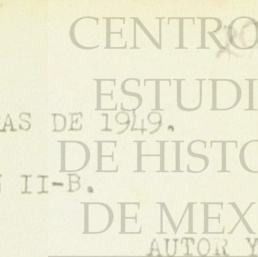 CENTRO
ESTUDI
AS DE 1949.
DE HISTO
II-B.
DE MEX
AUTOR Y